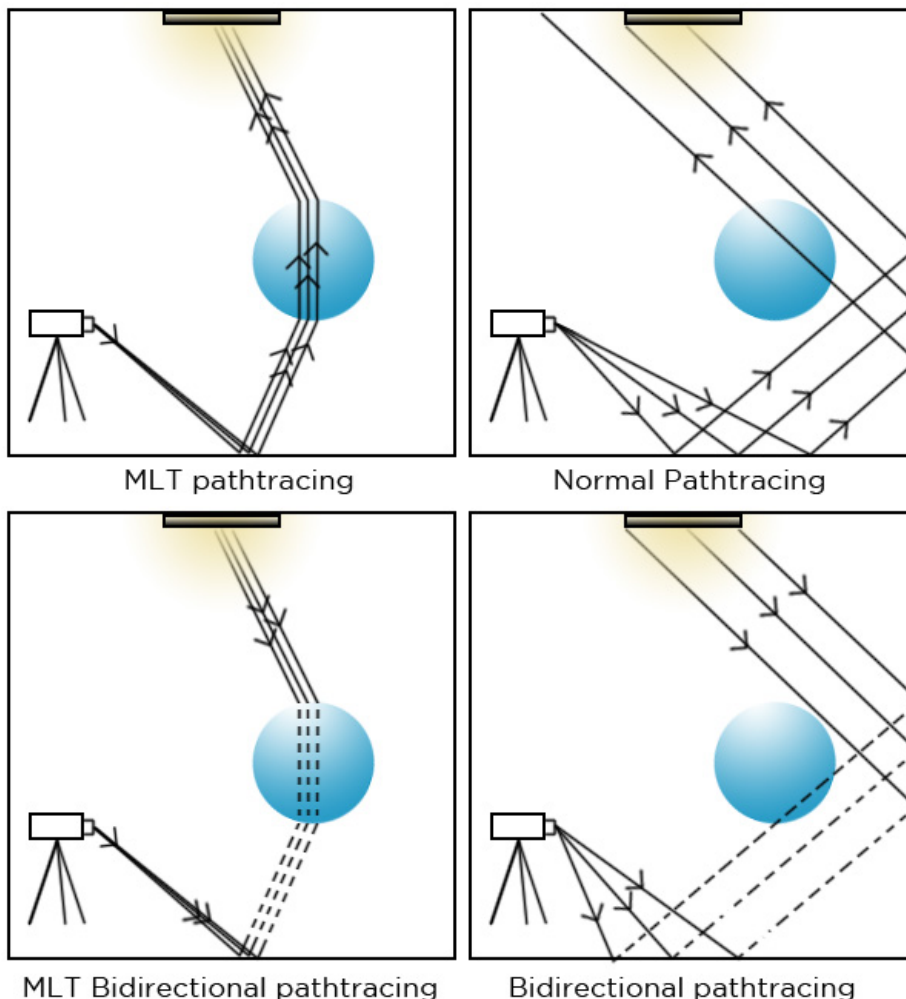 MLT pathtracing
Normal Pathtracing
MLT Bidirectional pathtracing
Bidirectional pathtracing